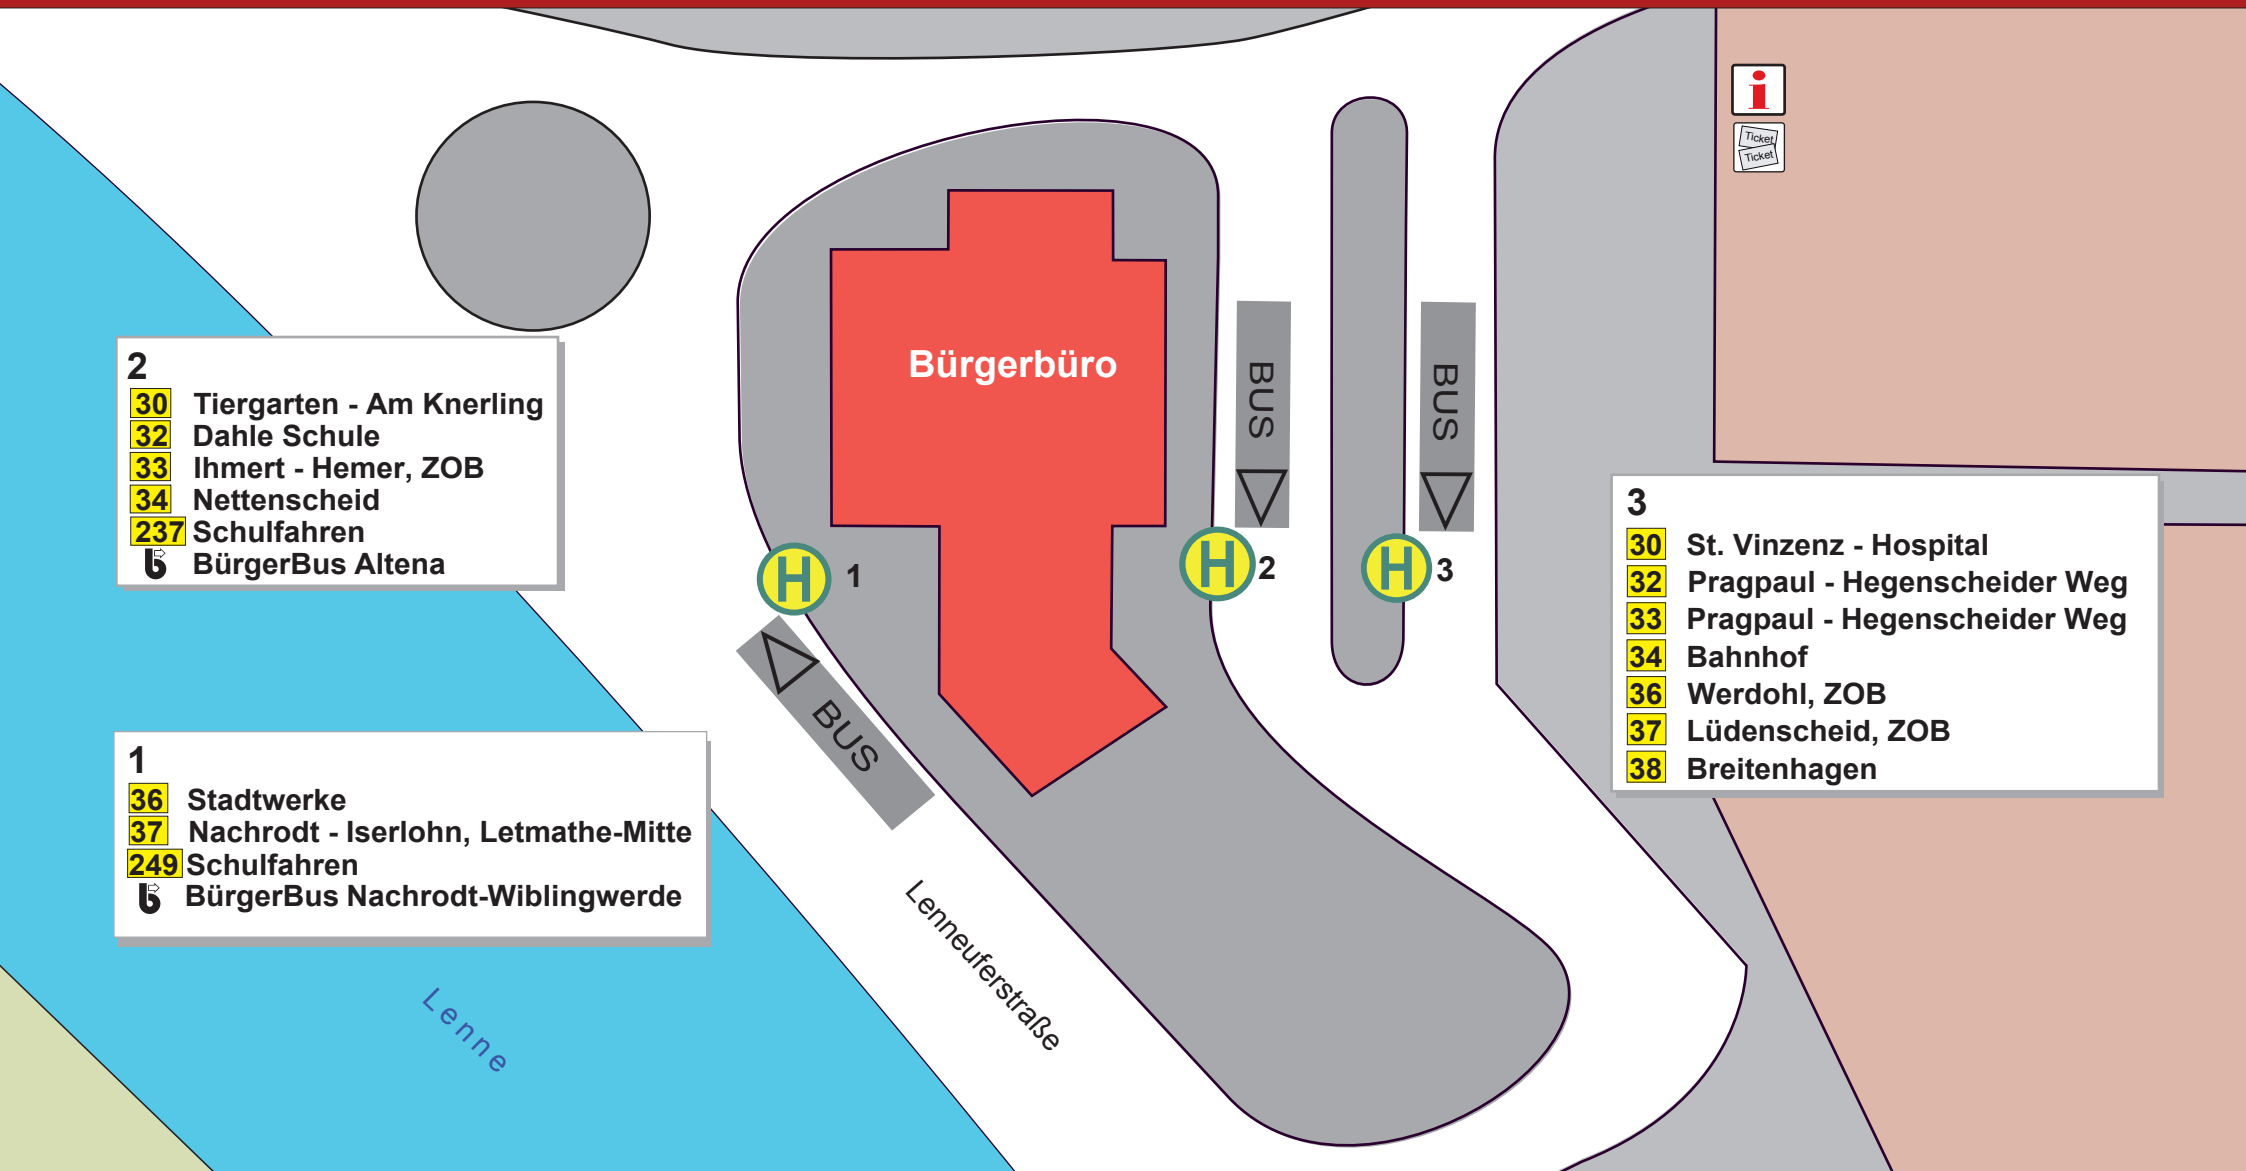 i
Ticket
Ticket
Bürgerbüro
BUS
BUS
2
30 Tiergarten - Am Knerling
32 Dahle Schule
33 Ihmert - Hemer, ZOB
34 Nettenscheid
237 Schulfahren
b BürgerBus Altena
H 1
H 2
H 3
3
30 St. Vinzenz - Hospital
32 Pragpaul - Hegenscheider Weg
33 Pragpaul - Hegenscheider Weg
34 Bahnhof
36 Werdohl, ZOB
37 Lüdenscheid, ZOB
38 Breitenhagen
BUS
1
36 Stadtwerke
37 Nachrodt - Iserlohn, Letmathe-Mitte
249 Schulfahren
b BürgerBus Nachrodt-Wiblingwerde
Lenneuferstraße
Lenne